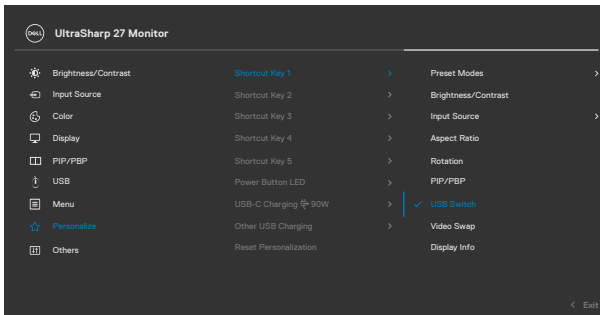 DELL
UltraSharp 27 Monitor
Brightness/Contrast
Input Source
Color
Display
PIP/PBP
USB
Menu
Personalize
Others
Shortcut Key 1
Shortcut Key 2
Shortcut Key 3
Shortcut Key 4
Shortcut Key 5
Power Button LED
USB-C Charging 90W
Other USB Charging
Reset Personalization
Preset Modes
Brightness/Contrast
Input Source
Aspect Ratio
Rotation
PIP/PBP
USB Switch
Video Swap
Display Info
Exit